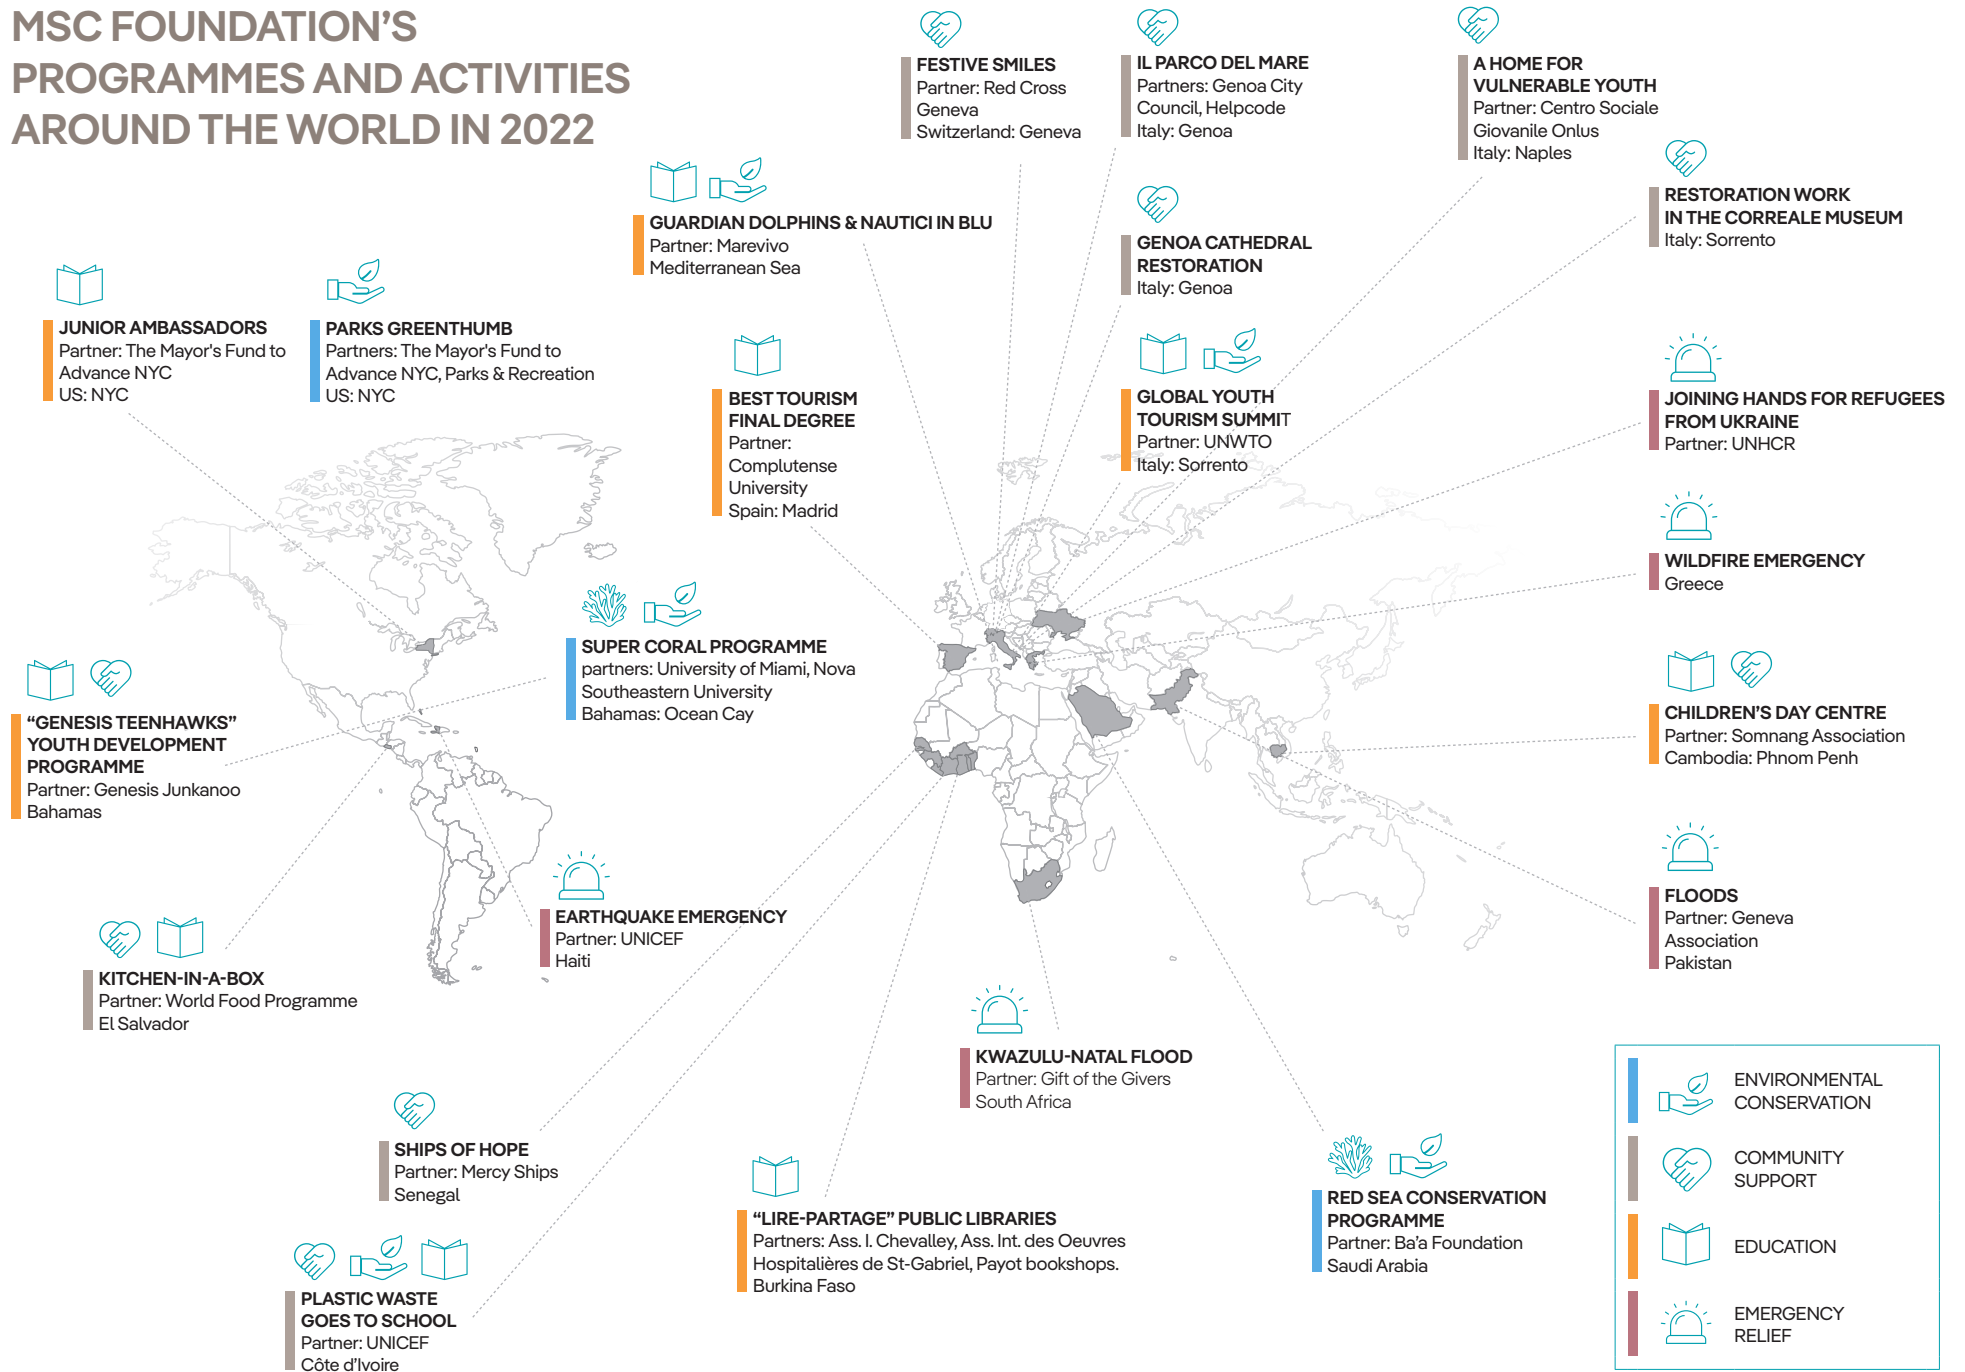 MSC FOUNDATION'S
PROGRAMMES AND ACTIVITIES
AROUND THE WORLD IN 2022
FESTIVE SMILES
Partner: Red Cross
Geneva
Switzerland: Geneva
IL PARCO DEL MARE
Partners: Genoa City
Council, Helpcode
Italy: Genoa
A HOME FOR
VULNERABLE YOUTH
Partner: Centro Sociale
Giovanile Onlus
Italy: Naples
RESTORATION WORK
IN THE CORREALE MUSEUM
Italy: Sorrento
GUARDIAN DOLPHINS & NAUTICI IN BLU
Partner: Marevivo
Mediterranean Sea
GENOA CATHEDRAL
RESTORATION
Italy: Genoa
JUNIOR AMBASSADORS
Partner: The Mayor's Fund to
Advance NYC
US: NYC
PARKS GREENTHUMB
Partners: The Mayor's Fund to
Advance NYC, Parks & Recreation
US: NYC
BEST TOURISM
FINAL DEGREE
Partner:
Complutense
University
Spain: Madrid
GLOBAL YOUTH
TOURISM SUMMIT
Partner: UNWTO
Italy: Sorrento
JOINING HANDS FOR REFUGEES
FROM UKRAINE
Partner: UNHCR
WILDFIRE EMERGENCY
Greece
SUPER CORAL PROGRAMME
partners: University of Miami, Nova
Southeastern University
Bahamas: Ocean Cay
"GENESIS TEENHAWKS"
YOUTH DEVELOPMENT
PROGRAMME
Partner: Genesis Junkanoo
Bahamas
CHILDREN'S DAY CENTRE
Partner: Somnang Association
Cambodia: Phnom Penh
FLOODS
Partner: Geneva
Association
Pakistan
EARTHQUAKE EMERGENCY
Partner: UNICEF
Haiti
KITCHEN-IN-A-BOX
Partner: World Food Programme
El Salvador
KWAZULU-NATAL FLOOD
Partner: Gift of the Givers
South Africa
SHIPS OF HOPE
Partner: Mercy Ships
Senegal
"LIRE-PARTAGE" PUBLIC LIBRARIES
Partners: Ass. I. Chevalley, Ass. Int. des Oeuvres
Hospitalières de St-Gabriel, Payot bookshops.
Burkina Faso
RED SEA CONSERVATION
PROGRAMME
Partner: Ba'a Foundation
Saudi Arabia
PLASTIC WASTE
GOES TO SCHOOL
Partner: UNICEF
Côte d'Ivoire
ENVIRONMENTAL
CONSERVATION
COMMUNITY
SUPPORT
EDUCATION
EMERGENCY
RELIEF